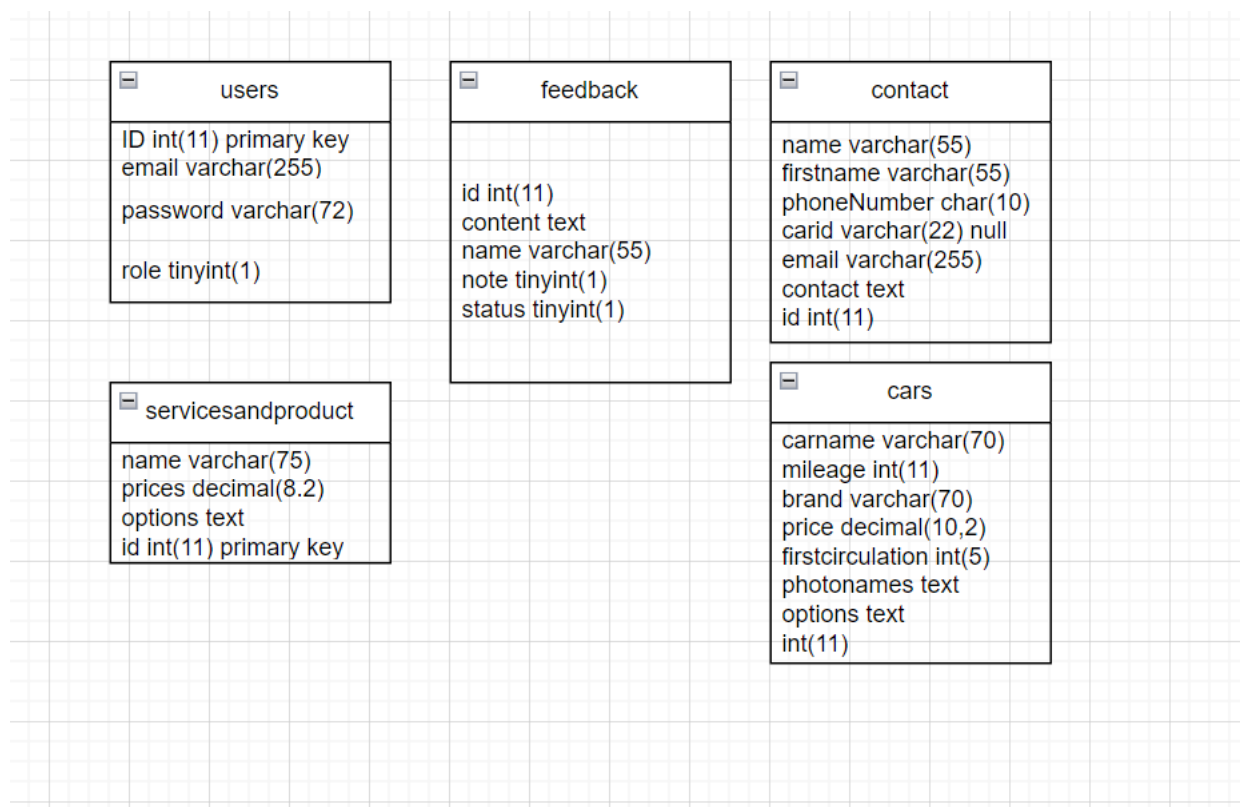 users
ID int(11) primary key
email varchar(255)
password varchar(72)
role tinyint(1)
feedback
id int(11)
content text
name varchar(55)
note tinyint(1)
status tinyint(1)
contact
name varchar(55)
firstname varchar(55)
phoneNumber char(10)
carid varchar(22) null
email varchar(255)
contact text
id int(11)
servicesandproduct
name varchar(75)
prices decimal(8.2)
options text
id int(11) primary key
cars
carname varchar(70)
mileage int(11)
brand varchar(70)
price decimal(10,2)
firstcirculation int(5)
photonames text
options text
int(11)